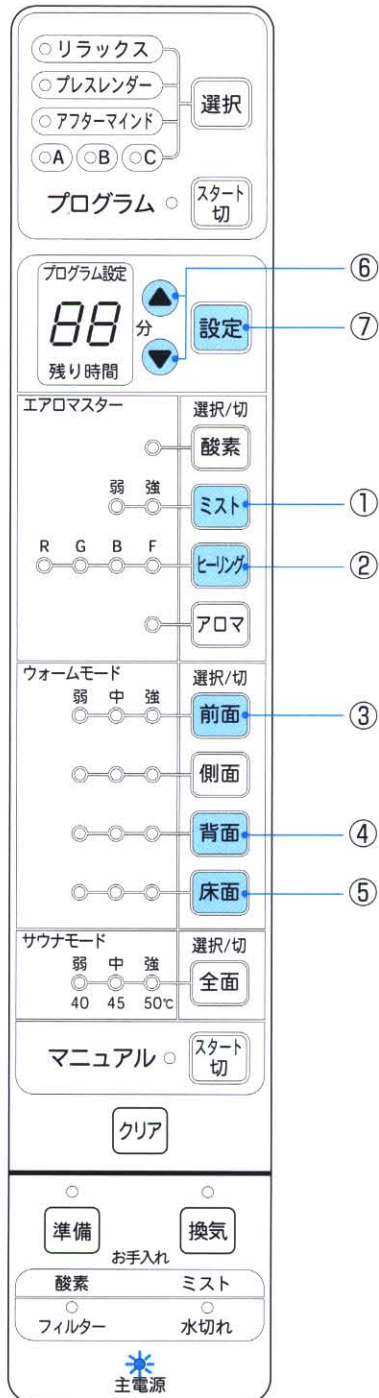 リラックス
プレスレンダー
アフターマインド
A B C
選択
プログラム
スタート
切
プログラム設定
88 分
残り時間
▲
▼
設定
⑥
⑦
エアロマスター
選択/切
酸素
弱 強
ミスト
①
R G B F
ヒーリング
②
アロマ
ウォームモード
選択/切
弱 中 強
前面
③
側面
背面
④
床面
⑤
サウナモード
選択/切
弱 中 強
40 45 50℃
全面
マニュアル
スタート
切
クリア
準備
換気
お手入れ
酸素 ミスト
フィルター 水切れ
主電源